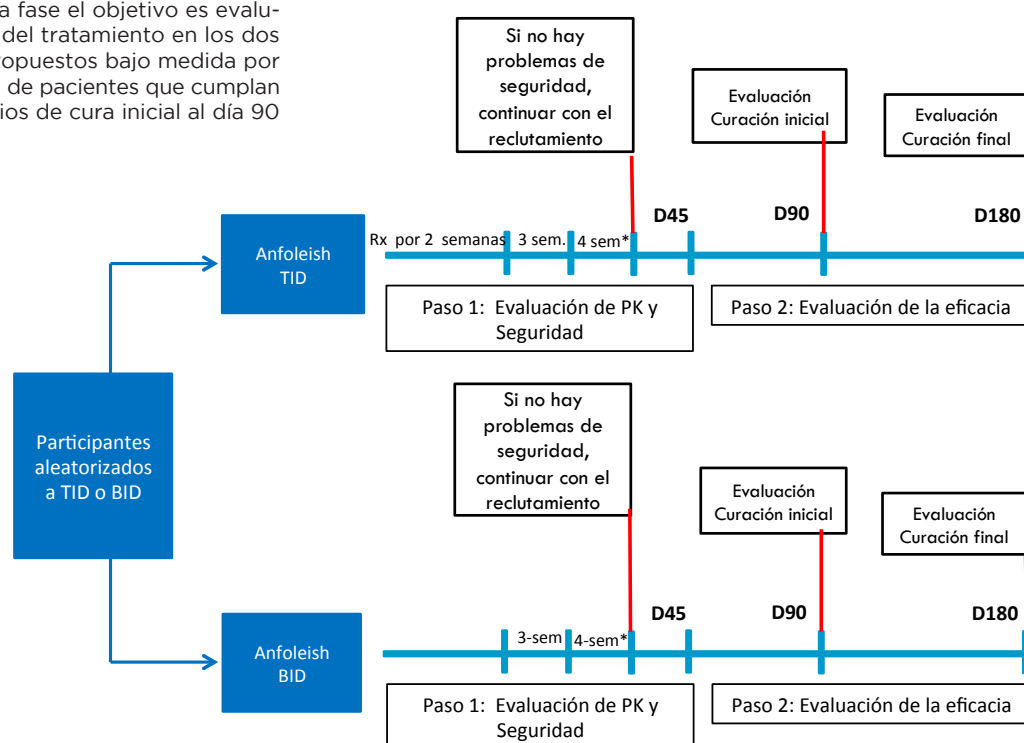 a fase el objetivo es evalu-
del tratamiento en los dos
ropuestos bajo medida por
de pacientes que cumplan
ios de cura inicial al día 90
Si no hay
problemas de
seguridad,
continuar con el
reclutamiento
Evaluación
Curación inicial
Evaluación
Curación final
D45
D90
D180
Anfoleish
TID
Rx por 2 semanas
3 sem.
4 sem*
Paso 1: Evaluación de PK y
Seguridad
Paso 2: Evaluación de la eficacia
Participantes
aleatorizados
a TID o BID
Si no hay
problemas de
seguridad,
continuar con el
reclutamiento
Evaluación
Curación inicial
Evaluación
Curación final
D45
D90
D180
Anfoleish
BID
3-sem
4-sem*
Paso 1: Evaluación de PK y
Seguridad
Paso 2: Evaluación de la eficacia